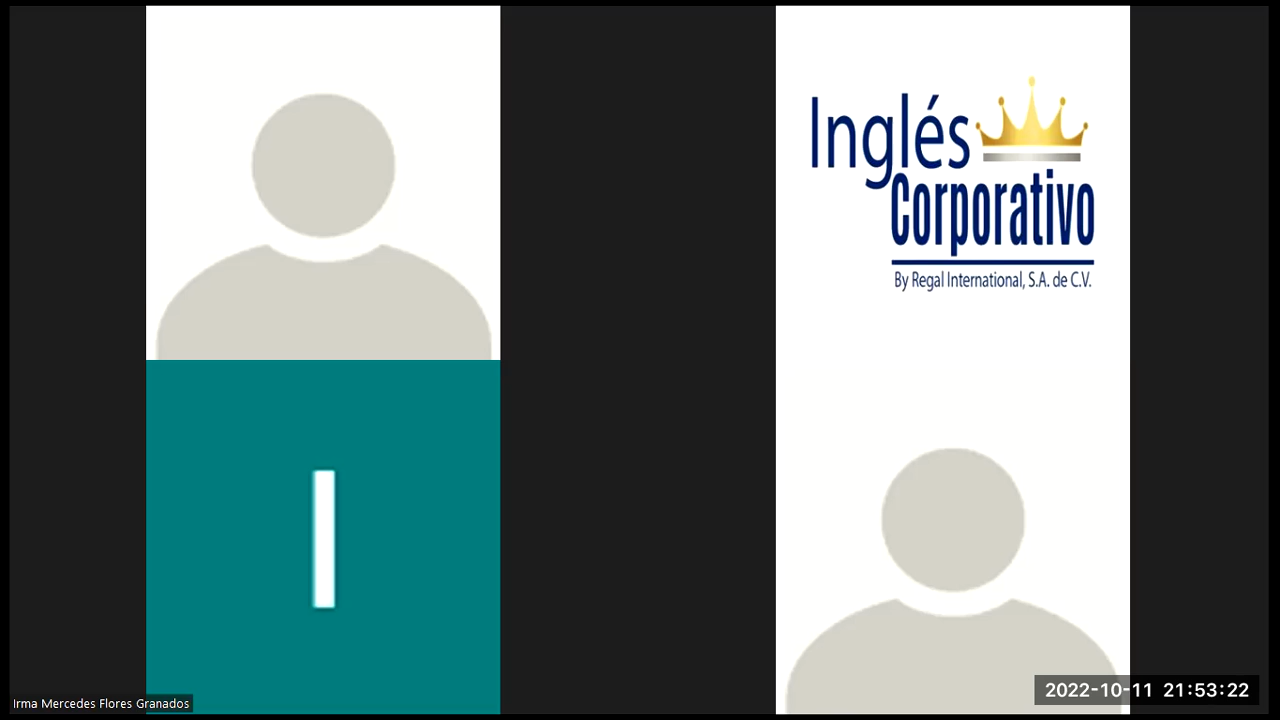 Inglés
Corporativo
By Regal International, S.A. de C.V.
I
Irma Mercedes Flores Granados
2022-10-11 21:53:22